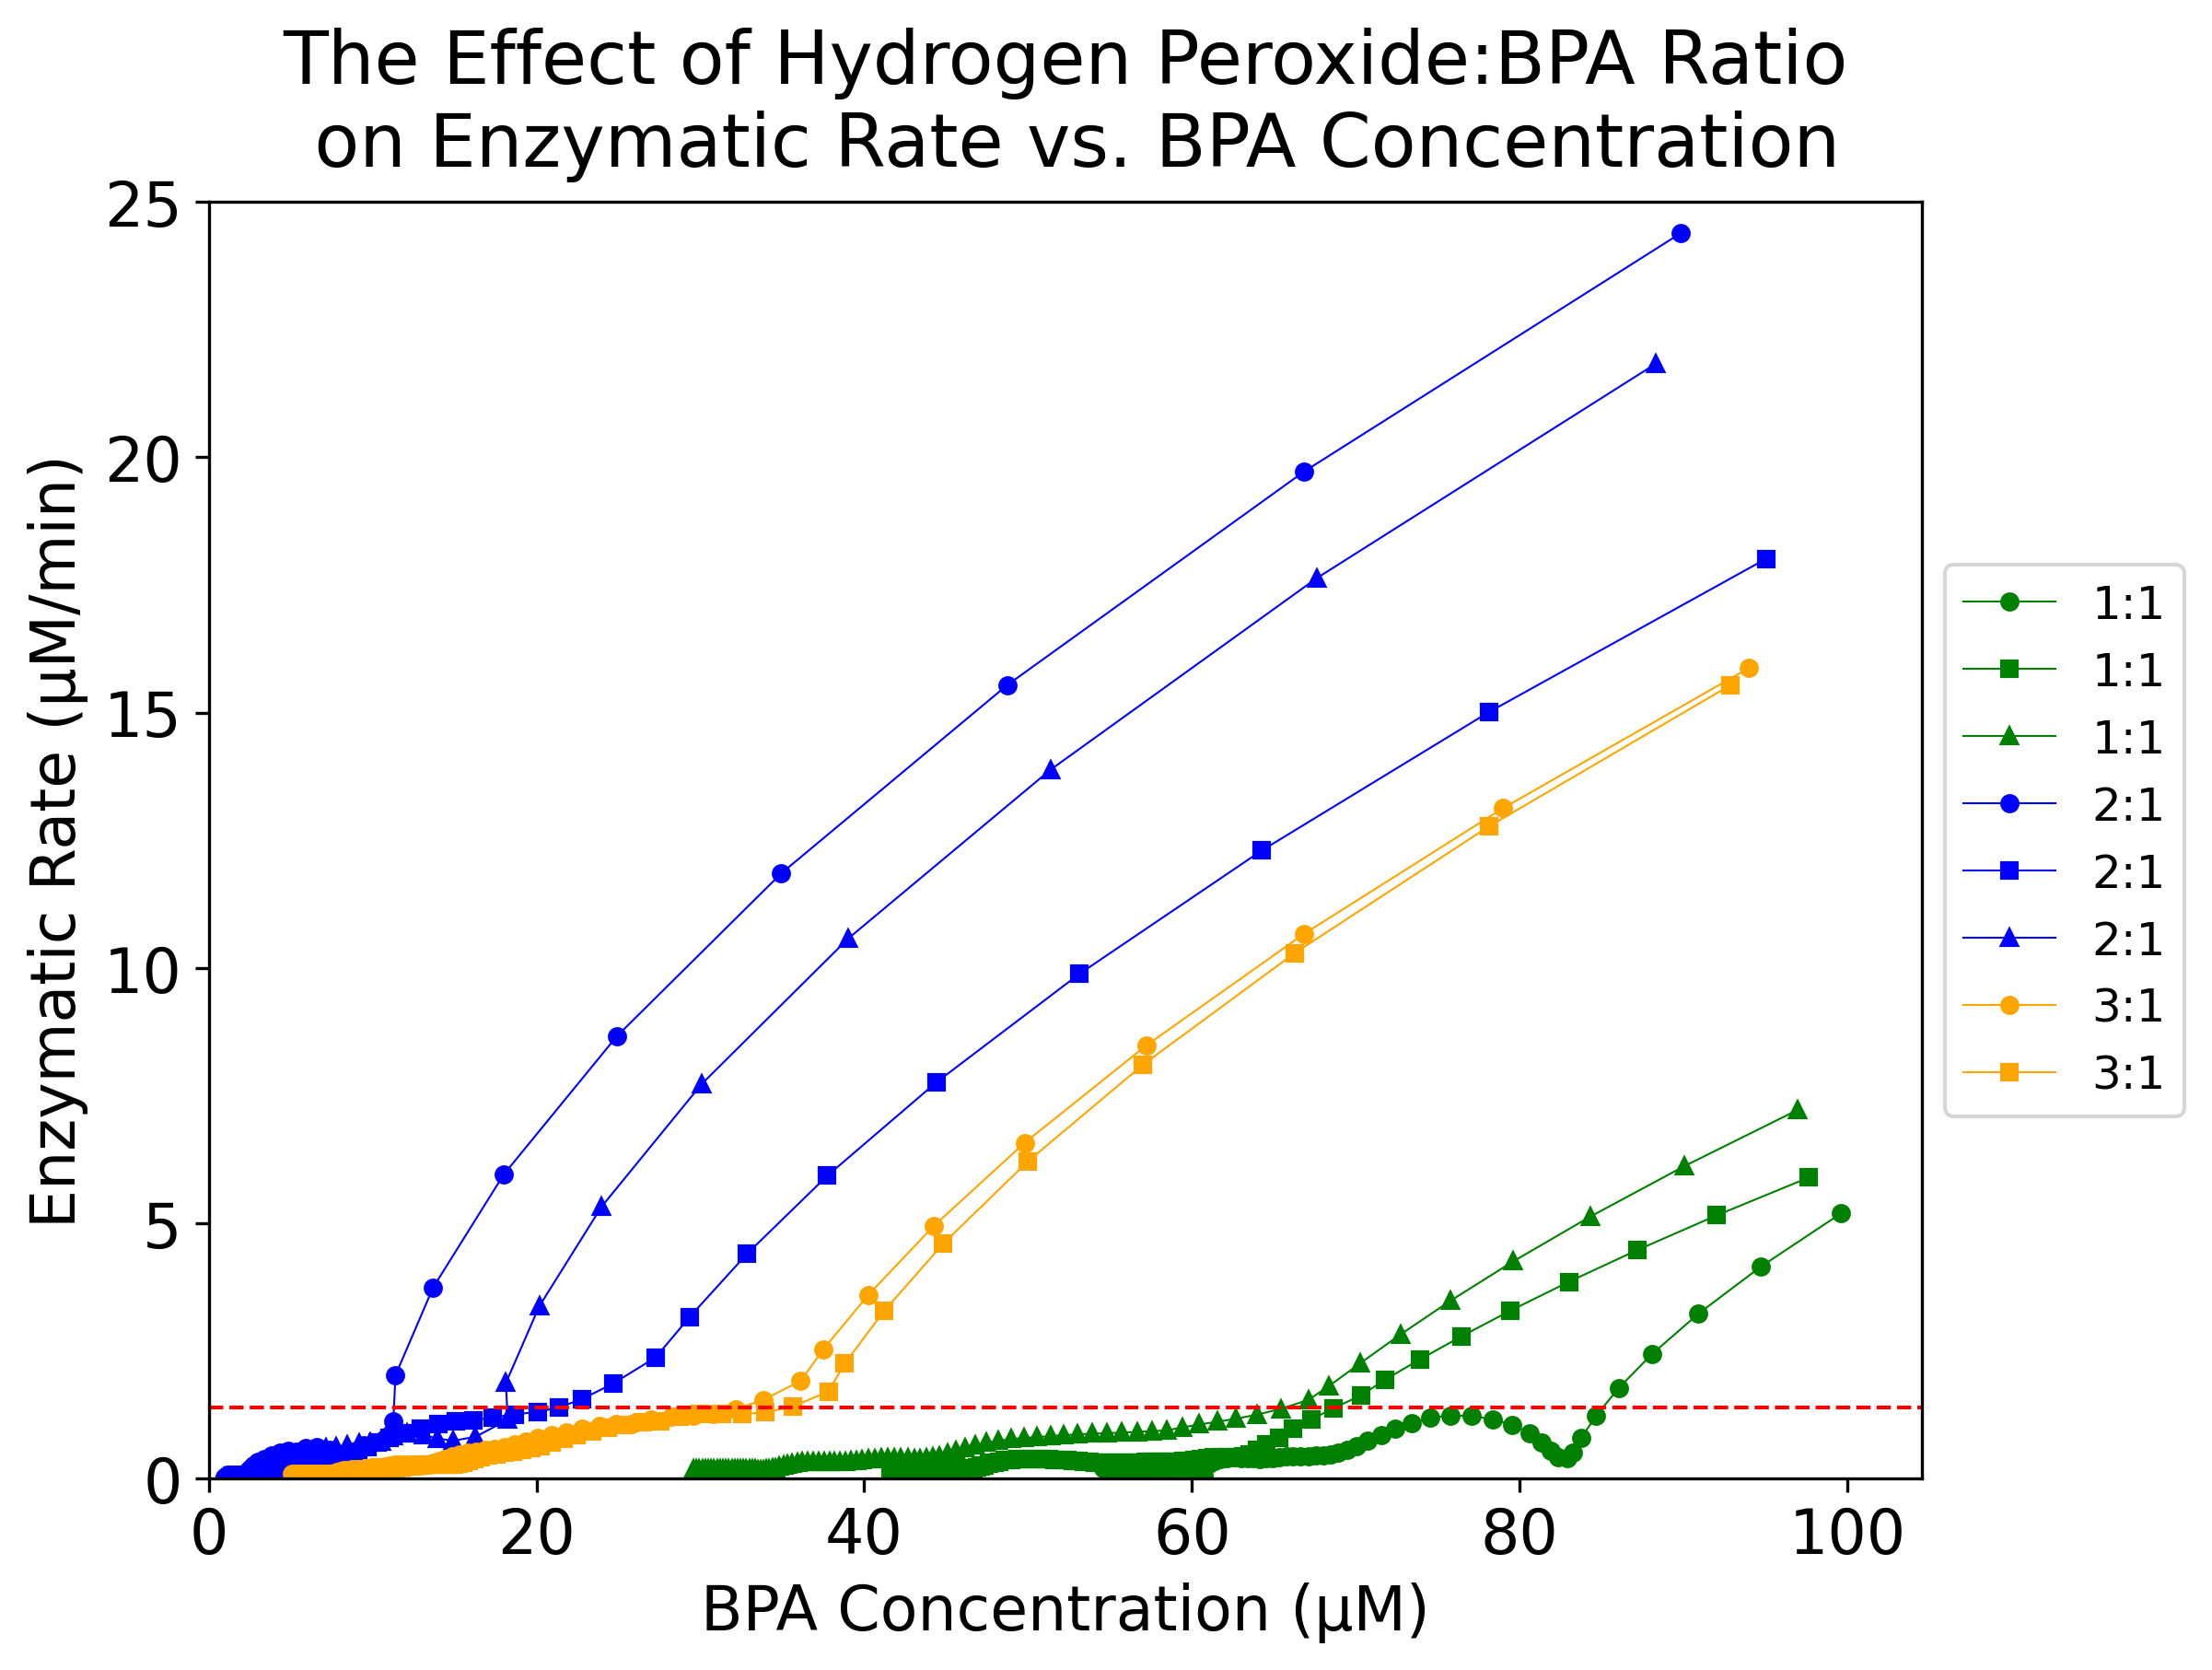 The Effect of Hydrogen Peroxide:BPA Ratio
on Enzymatic Rate vs. BPA Concentration
25
20
15
10
5
0
Enzymatic Rate (µM/min)
0 20 40 60 80 100
BPA Concentration (µM)
1:1
1:1
1:1
2:1
2:1
2:1
3:1
3:1